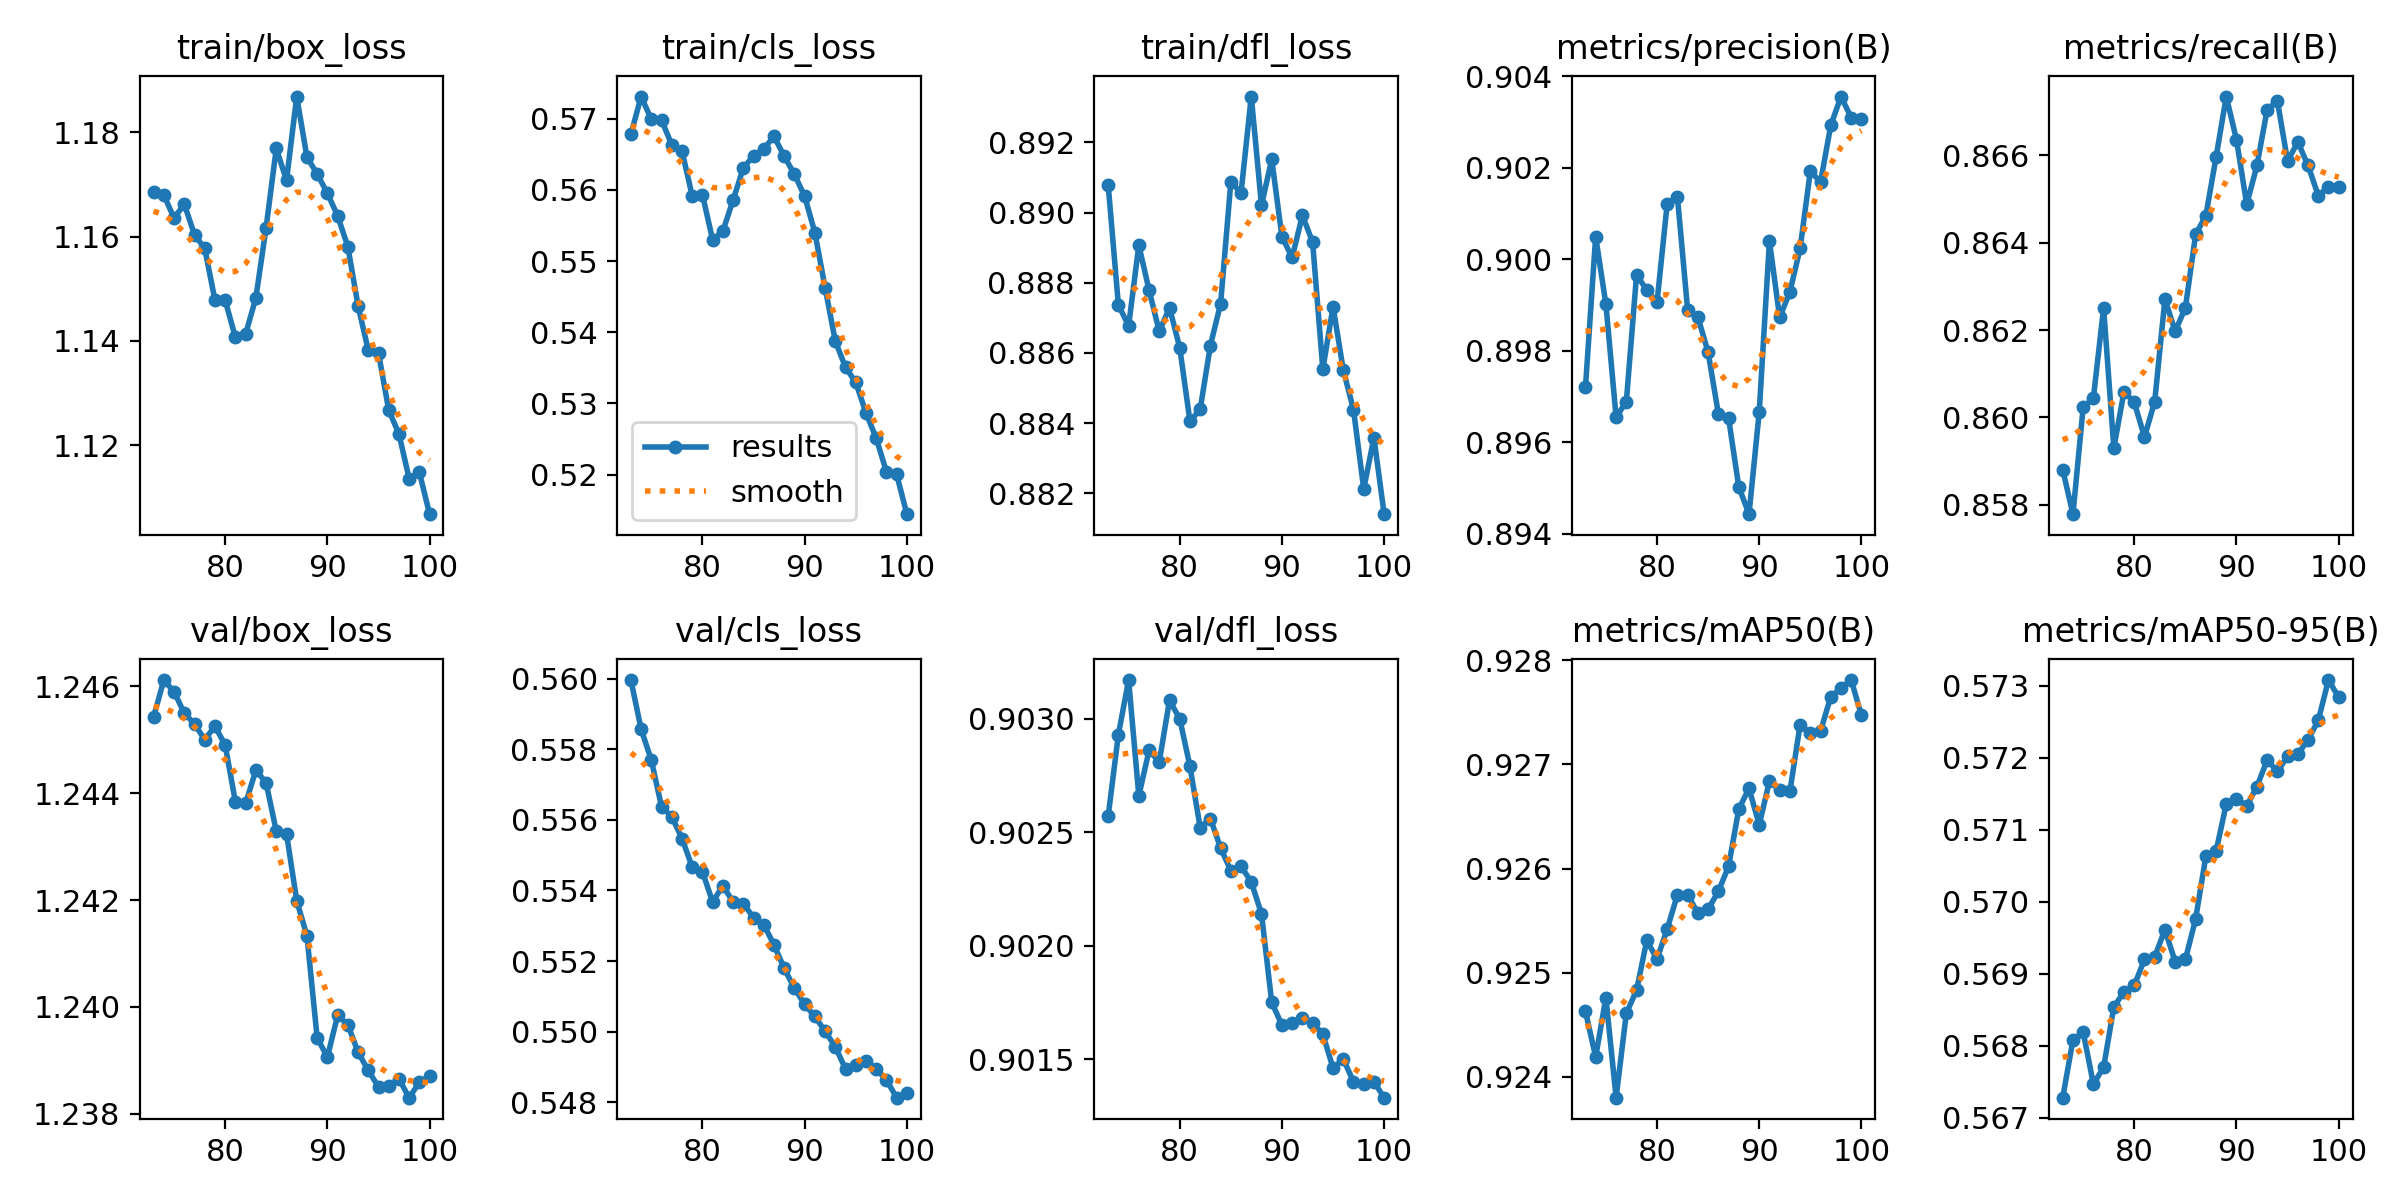 train/box_loss
1.18
1.16
1.14
1.12
80 90 100
train/cls_loss
0.57
0.56
0.55
0.54
0.53
0.52
results
smooth
80 90 100
train/dfl_loss
0.892
0.890
0.888
0.886
0.884
0.882
80 90 100
metrics/precision(B)
0.904
0.902
0.900
0.898
0.896
0.894
80 90 100
metrics/recall(B)
0.866
0.864
0.862
0.860
0.858
80 90 100
val/box_loss
1.246
1.244
1.242
1.240
1.238
80 90 100
val/cls_loss
0.560
0.558
0.556
0.554
0.552
0.550
0.548
80 90 100
val/dfl_loss
0.9030
0.9025
0.9020
0.9015
80 90 100
metrics/mAP50(B)
0.928
0.927
0.926
0.925
0.924
80 90 100
metrics/mAP50-95(B)
0.573
0.572
0.571
0.570
0.569
0.568
0.567
80 90 100